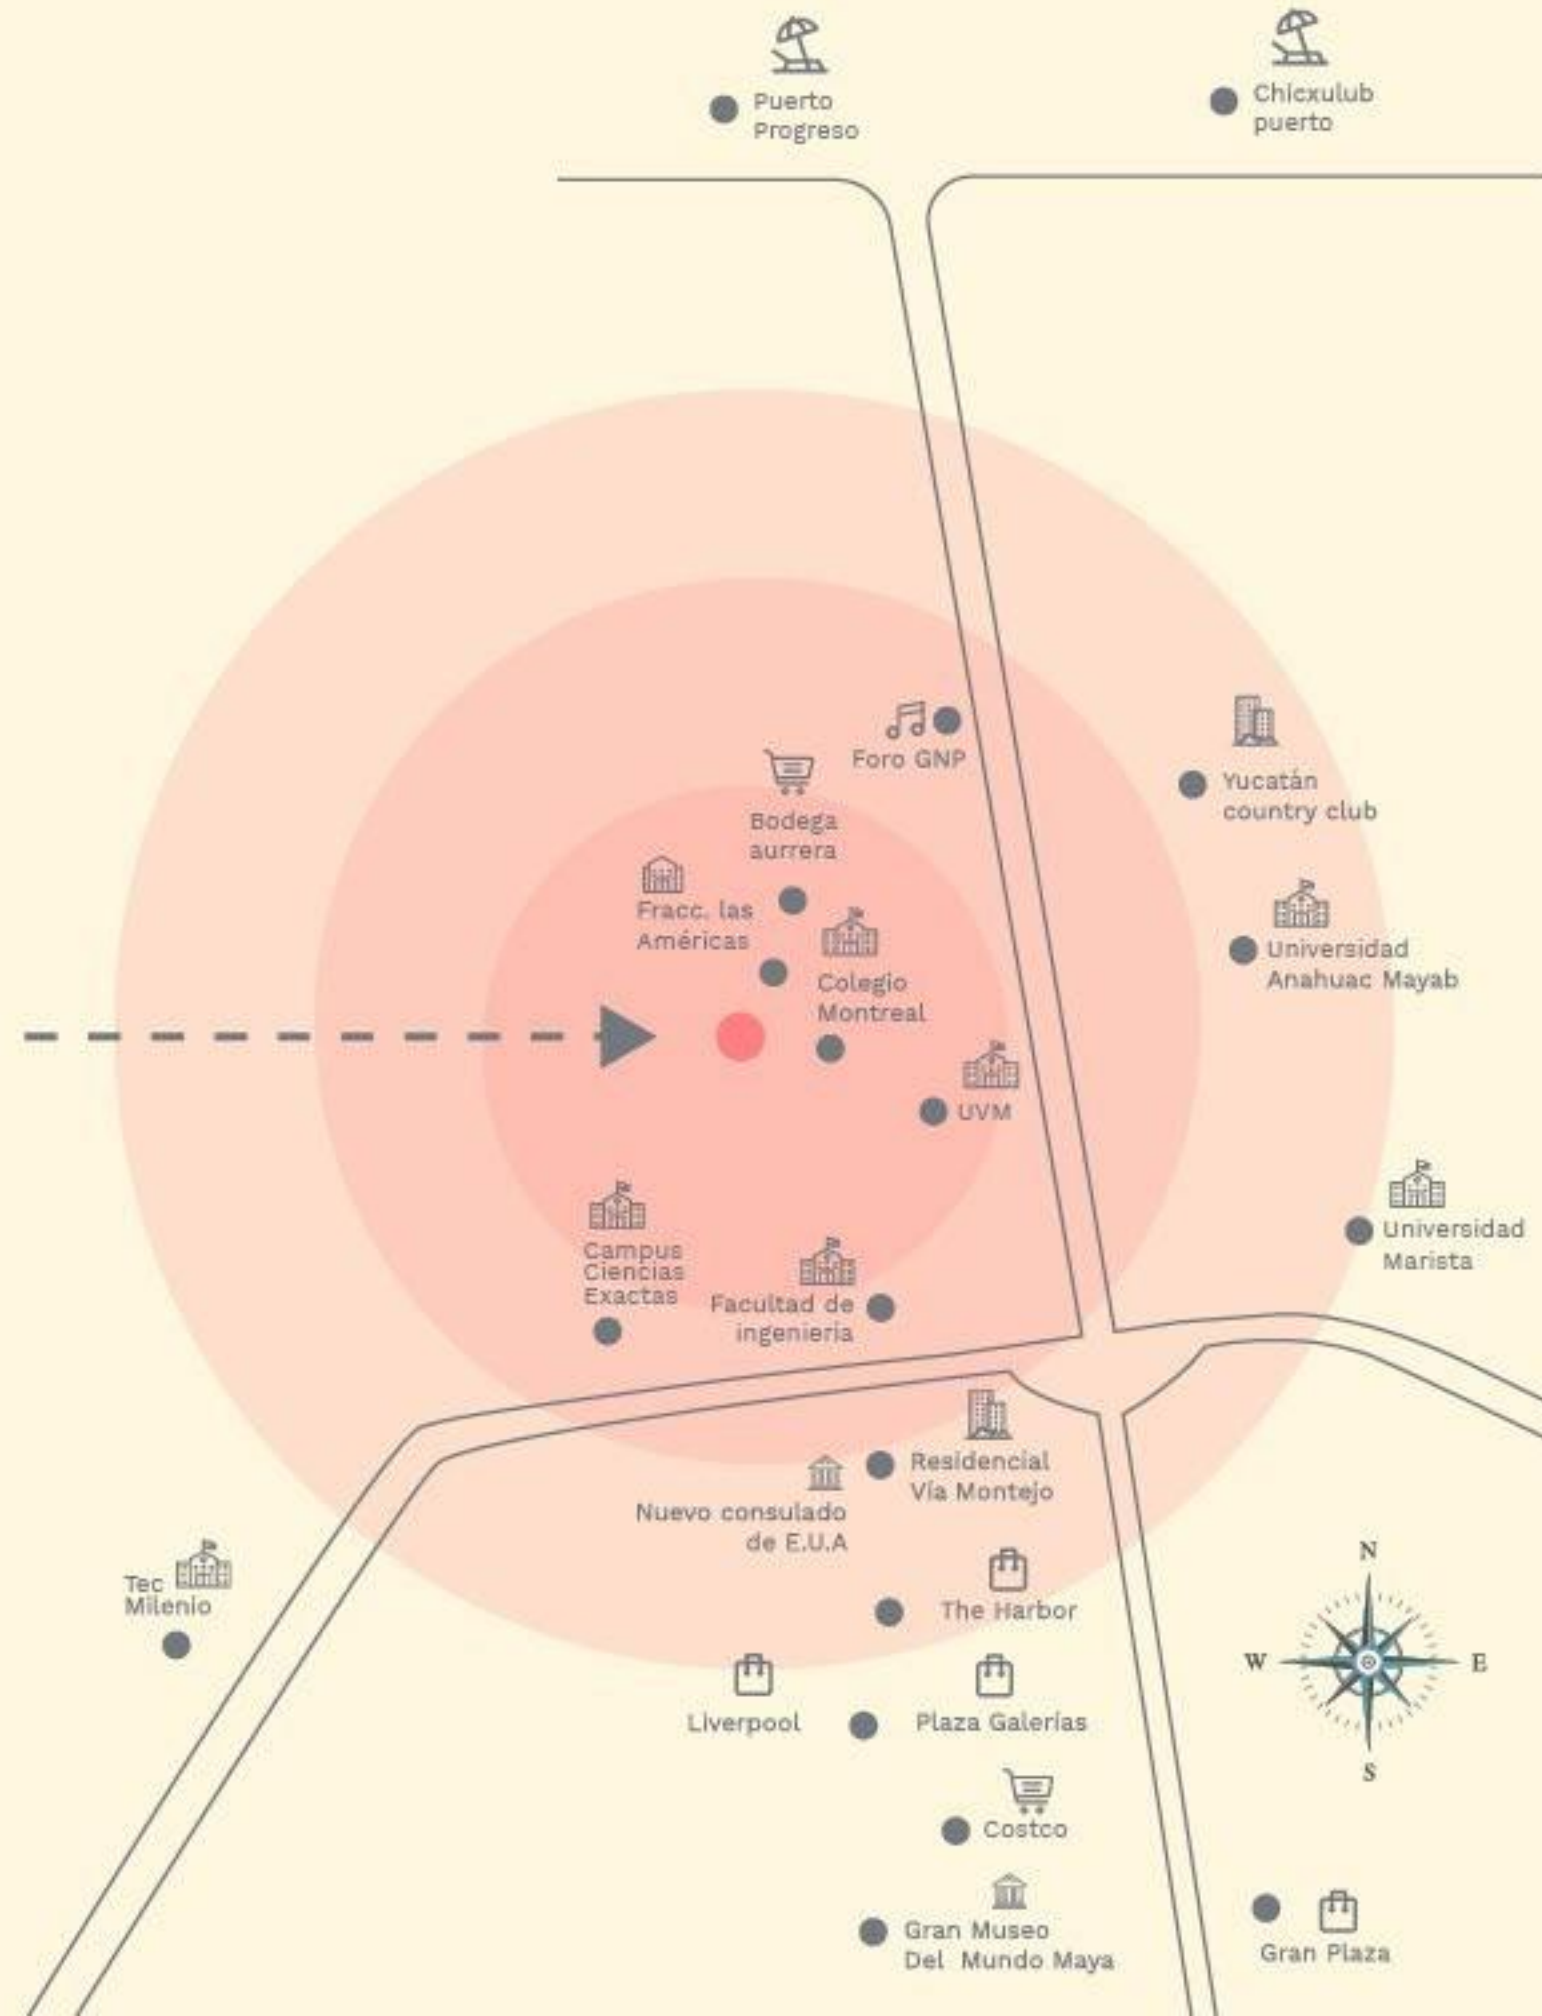 Puerto
Progreso
Chicxulub
puerto
Foro GNP
Yucatán
country club
Bodega
aurrera
Fracc. las
Américas
Universidad
Anahuac Mayab
Colegio
Montreal
UVM
Universidad
Marista
Campus
Ciencias
Exactas
Facultad de
ingeniería
Residencial
Vía Montejo
Nuevo consulado
de E.U.A
Tec
Milenio
The Harbor
N
W
E
S
Liverpool
Plaza Galerías
Costco
Gran Museo
Del Mundo Maya
Gran Plaza